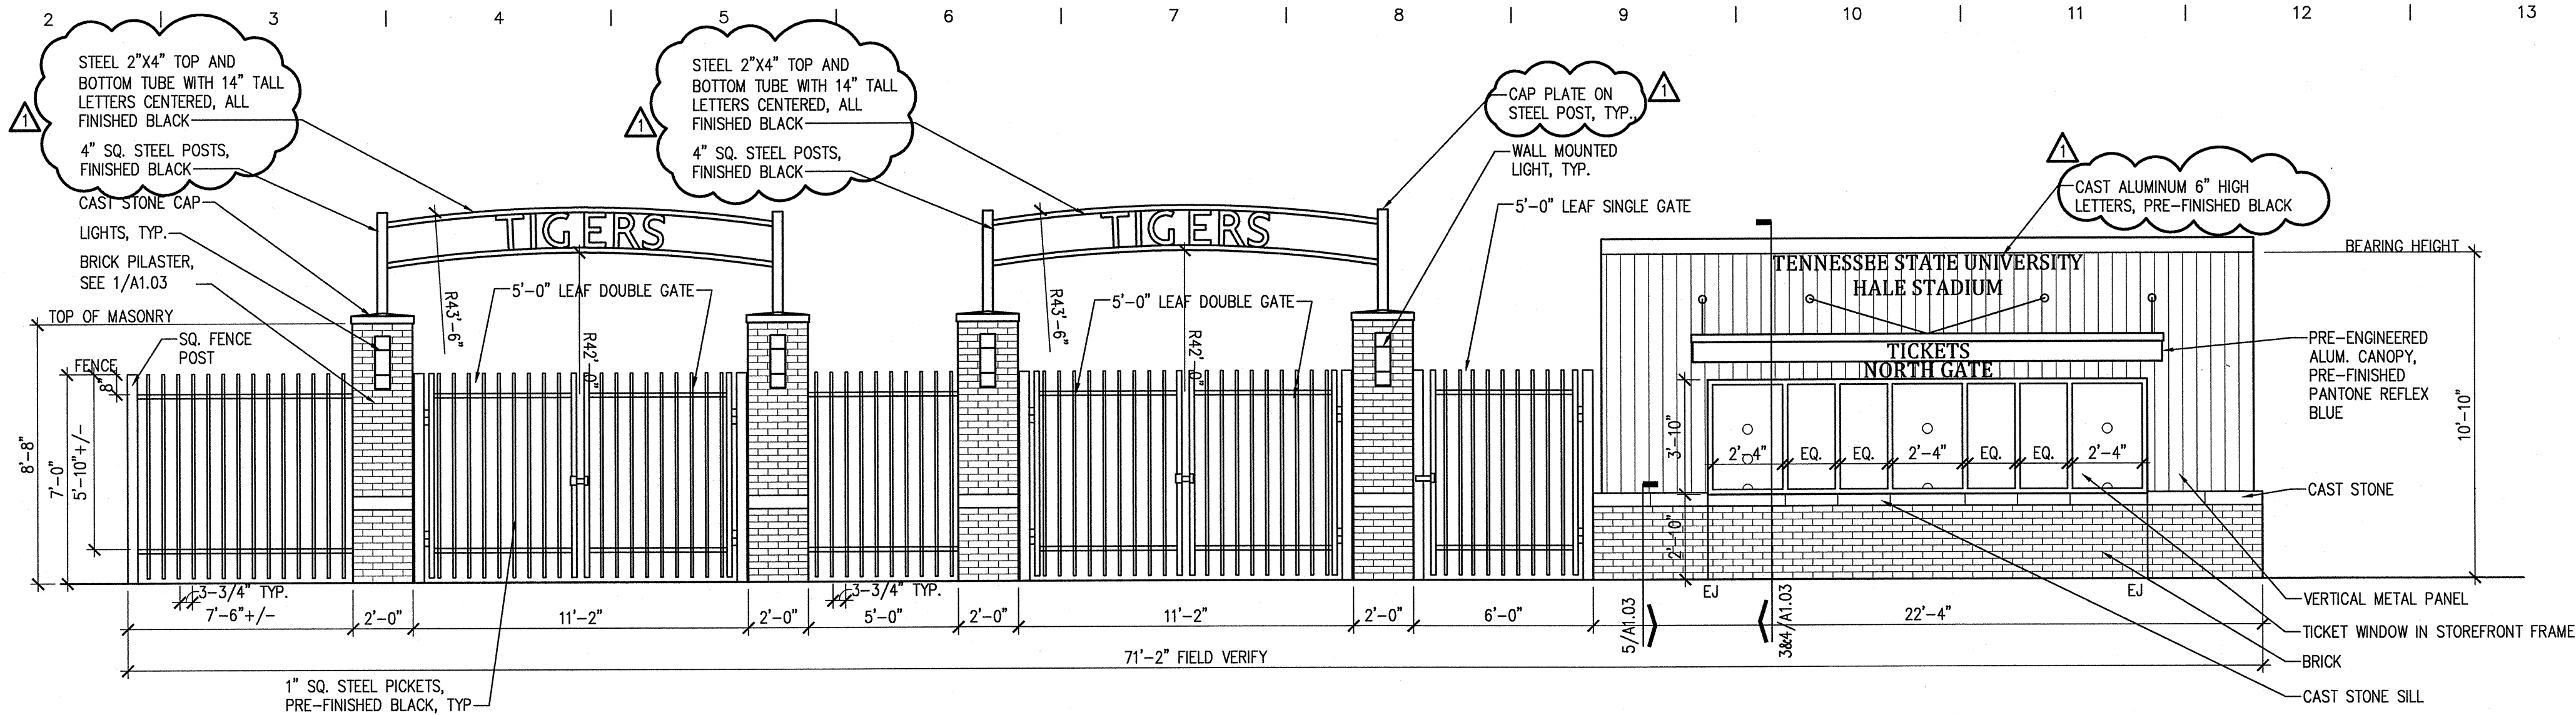 2 3 4 5 6 7 8 9 10 11 12 13
STEEL 2"X4" TOP AND
BOTTOM TUBE WITH 14" TALL
LETTERS CENTERED, ALL
FINISHED BLACK
4" SQ. STEEL POSTS,
FINISHED BLACK
1
CAST STONE CAP
LIGHTS, TYP.
BRICK PILASTER,
SEE 1/A1.03
TOP OF MASONRY
SQ. FENCE
POST
FENCE
8"
8'-8"
7'-0"
5'-10"+/-
STEEL 2"X4" TOP AND
BOTTOM TUBE WITH 14" TALL
LETTERS CENTERED, ALL
FINISHED BLACK
4" SQ. STEEL POSTS,
FINISHED BLACK
1
CAP PLATE ON
STEEL POST, TYP.
1
WALL MOUNTED
LIGHT, TYP.
5'-0" LEAF SINGLE GATE
1
CAST ALUMINUM 6" HIGH
LETTERS, PRE-FINISHED BLACK
TIGERS
TIGERS
R43'-6"
5'-0" LEAF DOUBLE GATE
R42'-0"
R43'-6"
5'-0" LEAF DOUBLE GATE
R42'-0"
BEARING HEIGHT
TENNESSEE STATE UNIVERSITY
HALE STADIUM
TICKETS
NORTH GATE
PRE-ENGINEERED
ALUM. CANOPY,
PRE-FINISHED
PANTONE REFLEX
BLUE
10'-10"
3'-10"
2'-4" EQ. EQ. 2'-4" EQ. EQ. 2'-4"
CAST STONE
2'-10"
EJ
EJ
3-3/4" TYP.
3-3/4" TYP.
7'-6"+/- 2'-0" 11'-2" 2'-0" 5'-0" 2'-0" 11'-2" 2'-0" 6'-0" 22'-4"
5/A1.03
3&4/A1.03
VERTICAL METAL PANEL
TICKET WINDOW IN STOREFRONT FRAME
BRICK
CAST STONE SILL
71'-2" FIELD VERIFY
1" SQ. STEEL PICKETS,
PRE-FINISHED BLACK, TYP